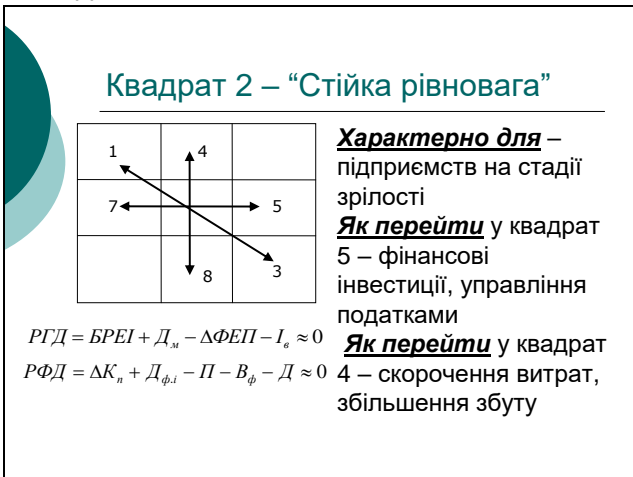 Квадрат 2 – “Стійка рівновага”
1
4
7
5
8
3
РГД = БРЕІ + Д_м – ΔФЕП – І_в ≈ 0
РФД = ΔК_п + Д_ф.і – П – В_ф – Д ≈ 0
Характерно для –
підприємств на стадії
зрілості
Як перейти у квадрат
5 – фінансові
інвестиції, управління
податками
Як перейти у квадрат
4 – скорочення витрат,
збільшення збуту